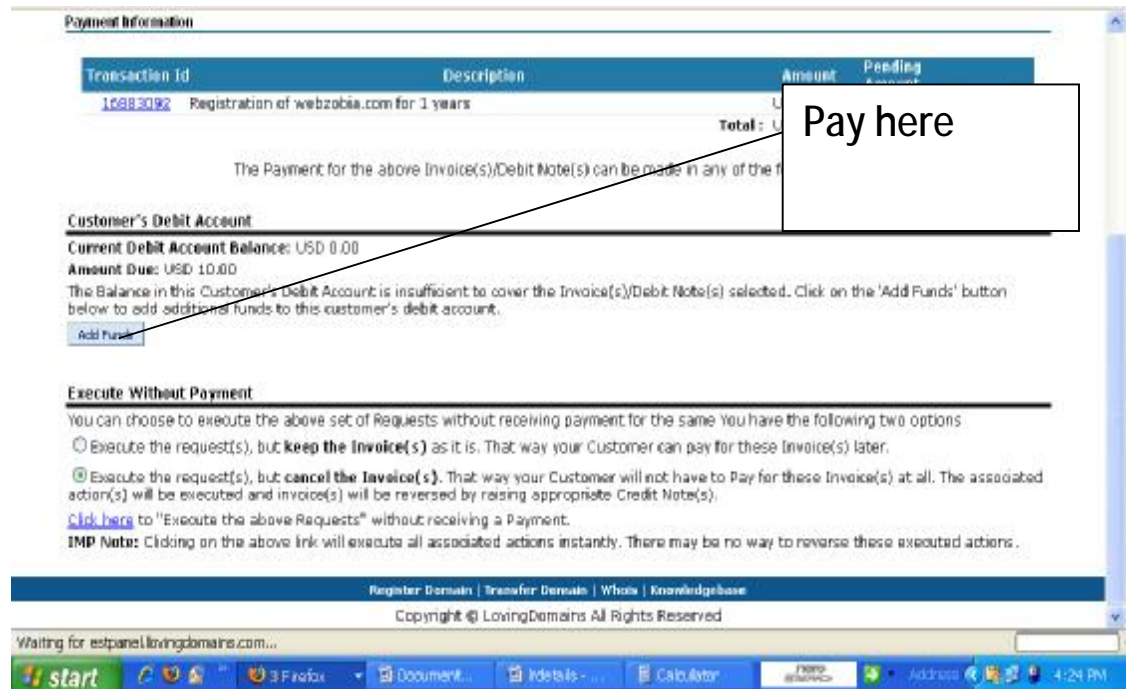 Payment Information
Transaction Id Description Amount Pending
16883092 Registration of webzobia.com for 1 years
Total :
Pay here
The Payment for the above Invoice(s)/Debit Note(s) can be made in any of the
Customer's Debit Account
Current Debit Account Balance: USD 0.00
Amount Due: USD 10.00
The Balance in this Customer's Debit Account is insufficient to cover the Invoice(s)/Debit Note(s) selected. Click on the 'Add Funds' button
below to add additional funds to this customer's debit account.
Add Funds
Execute Without Payment
You can choose to execute the above set of Requests without receiving payment for the same You have the following two options
Execute the request(s), but keep the Invoice(s) as it is. That way your Customer can pay for these Invoice(s) later.
Execute the request(s), but cancel the Invoice(s). That way your Customer will not have to Pay for these Invoice(s) at all. The associated
action(s) will be executed and invoice(s) will be reversed by raising appropriate Credit Note(s).
Click here to "Execute the above Requests" without receiving a Payment.
IMP Note: Clicking on the above link will execute all associated actions instantly. There may be no way to reverse these executed actions.
Register Domain | Transfer Domain | Whois | Knowledgebase
Copyright © LovingDomains All Rights Reserved
Waiting for estpanel.lovingdomains.com...
start 3 Firefox Document... Calculator Address 4:24 PM